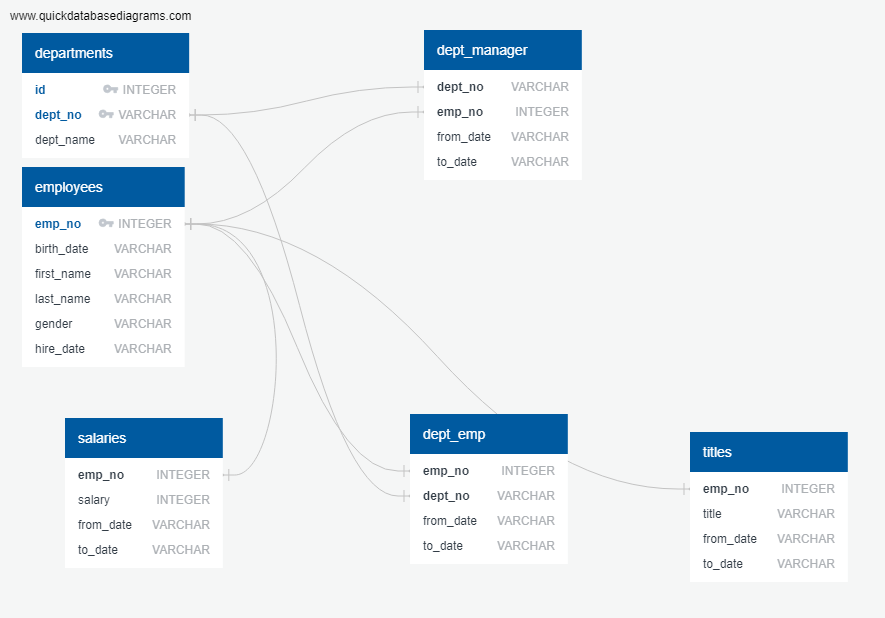 www.quickdatabasediagrams.com
departments
id INTEGER
dept_no VARCHAR
dept_name VARCHAR
employees
emp_no INTEGER
birth_date VARCHAR
first_name VARCHAR
last_name VARCHAR
gender VARCHAR
hire_date VARCHAR
dept_manager
dept_no VARCHAR
emp_no INTEGER
from_date VARCHAR
to_date VARCHAR
salaries
emp_no INTEGER
salary INTEGER
from_date VARCHAR
to_date VARCHAR
dept_emp
emp_no INTEGER
dept_no VARCHAR
from_date VARCHAR
to_date VARCHAR
titles
emp_no INTEGER
title VARCHAR
from_date VARCHAR
to_date VARCHAR